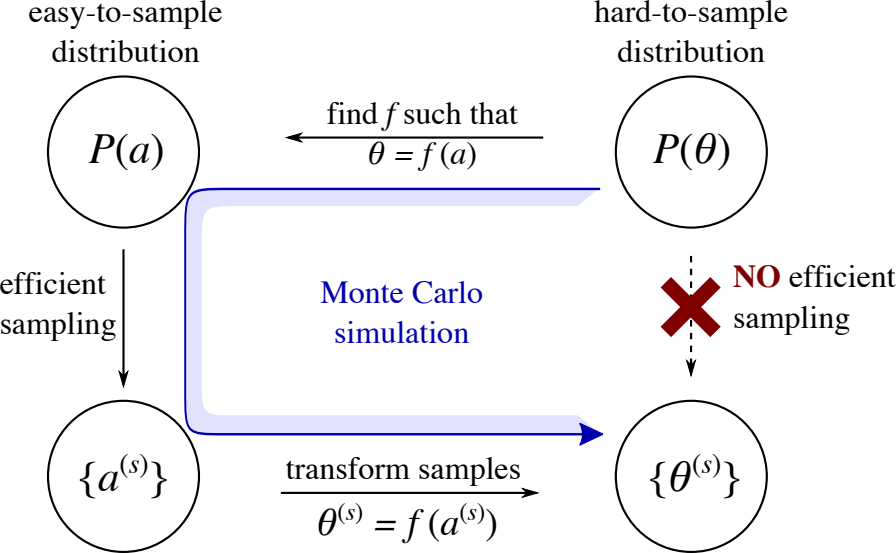 easy-to-sample
distribution
hard-to-sample
distribution
find f such that
θ = f (a)
P(a)
P(θ)
efficient
sampling
Monte Carlo
simulation
NO efficient
sampling
{a^(s)}
transform samples
θ^(s) = f (a^(s))
{θ^(s)}